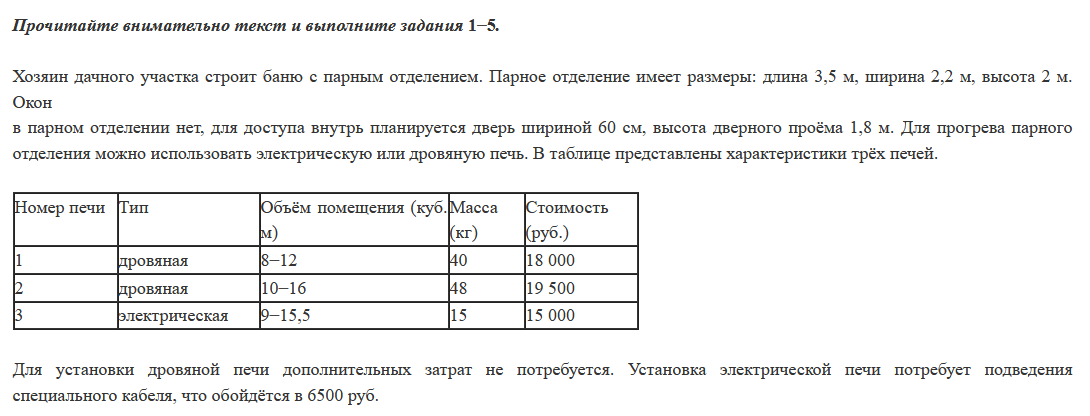 Прочитайте внимательно текст и выполните задания 1−5.
Хозяин дачного участка строит баню с парным отделением. Парное отделение имеет размеры: длина 3,5 м, ширина 2,2 м, высота 2 м.
Окон
в парном отделении нет, для доступа внутрь планируется дверь шириной 60 см, высота дверного проёма 1,8 м. Для прогрева парного
отделения можно использовать электрическую или дровяную печь. В таблице представлены характеристики трёх печей.
Номер печи Тип Объём помещения (куб. м) Масса (кг) Стоимость (руб.)
1 дровяная 8−12 40 18 000
2 дровяная 10−16 48 19 500
3 электрическая 9−15,5 15 15 000
Для установки дровяной печи дополнительных затрат не потребуется. Установка электрической печи потребует подведения
специального кабеля, что обойдётся в 6500 руб.